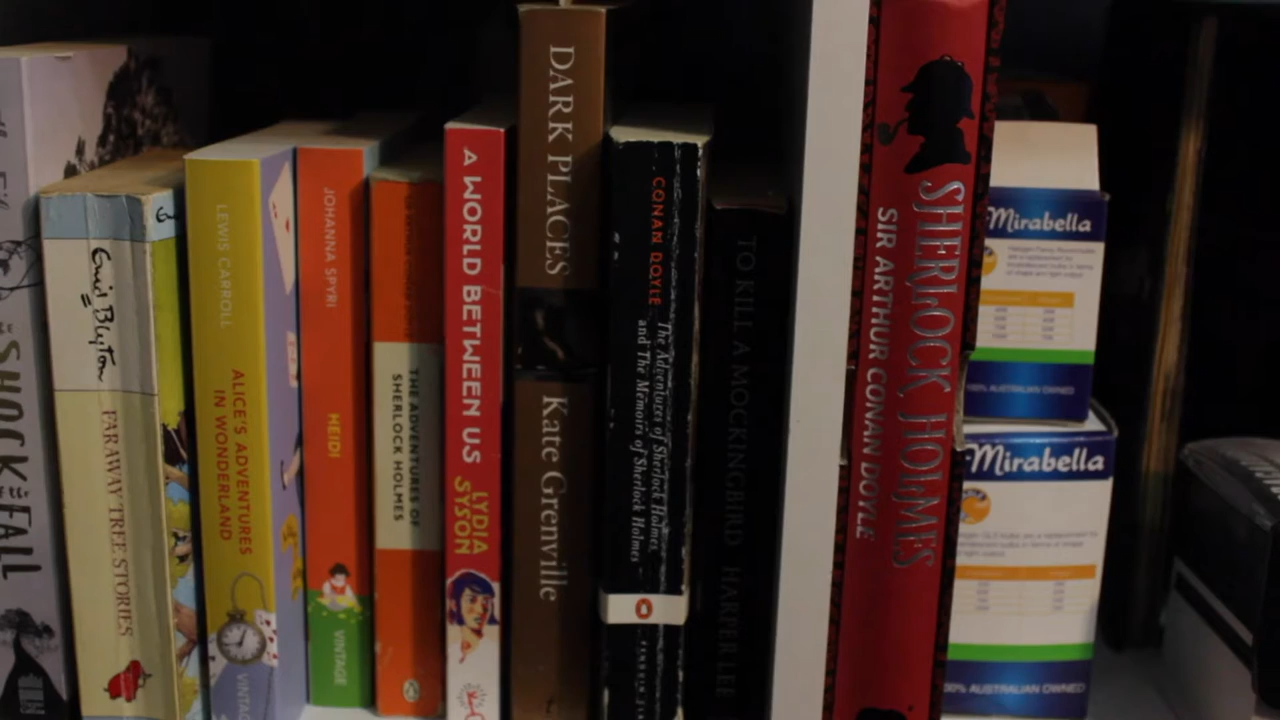 SHOCK
FALL
Enid Blyton
FARAWAY TREE STORIES
LEWIS CARROLL
ALICE'S ADVENTURES
IN WONDERLAND
JOHANNA SPYRI
HEIDI
VINTAGE
THE ADVENTURES OF
SHERLOCK HOLMES
A WORLD BETWEEN US
LYDIA
SYSON
DARK PLACES
Kate Grenville
CONAN DOYLE
The Adventures of Sherlock Holmes
and The Memoirs of Sherlock Holmes
TO KILL A MOCKINGBIRD
HARPER LEE
SHERLOCK HOLMES
SIR ARTHUR CONAN DOYLE
Mirabella
100% AUSTRALIAN OWNED
Mirabella
AUSTRALIAN OWNED